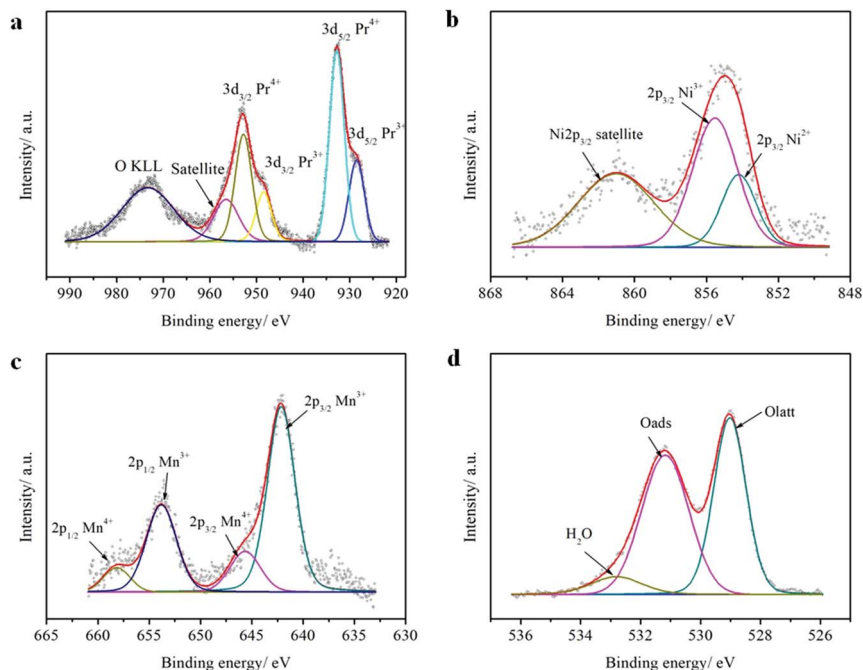 a
3d5/2 Pr4+
3d3/2 Pr4+
3d5/2 Pr3+
3d3/2 Pr3+
Satellite
O KLL
Intensity/ a.u.
990 980 970 960 950 940 930 920
Binding energy/ eV
b
2p3/2 Ni3+
Ni2p3/2 satellite
2p3/2 Ni2+
Intensity/ a.u.
868 864 860 856 852 848
Binding energy/ eV
c
2p3/2 Mn3+
2p1/2 Mn3+
2p3/2 Mn4+
2p1/2 Mn4+
Intensity/ a.u.
665 660 655 650 645 640 635 630
Binding energy/ eV
d
Oads
Olatt
H2O
Intensity/ a.u.
536 534 532 530 528 526
Binding energy/ eV